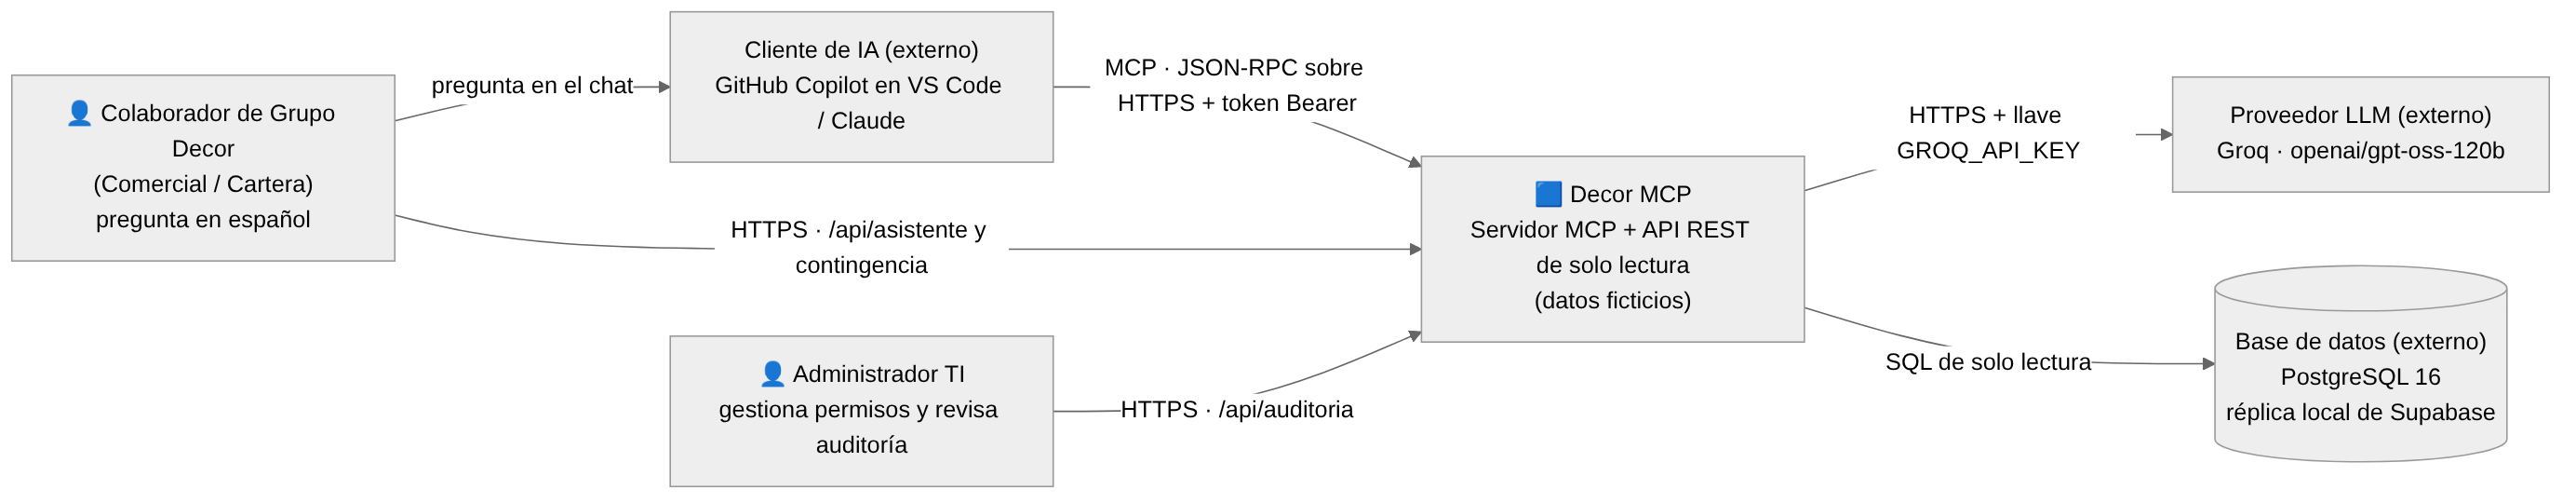 👤 Colaborador de Grupo
Decor
(Comercial / Cartera)
pregunta en español
pregunta en el chat
Cliente de IA (externo)
GitHub Copilot en VS Code
/ Claude
MCP · JSON-RPC sobre
HTTPS + token Bearer
HTTPS · /api/asistente y
contingencia
👤 Administrador TI
gestiona permisos y revisa
auditoría
HTTPS · /api/auditoria
🟦 Decor MCP
Servidor MCP + API REST
de solo lectura
(datos ficticios)
HTTPS + llave
GROQ_API_KEY
Proveedor LLM (externo)
Groq · openai/gpt-oss-120b
SQL de solo lectura
Base de datos (externo)
PostgreSQL 16
réplica local de Supabase